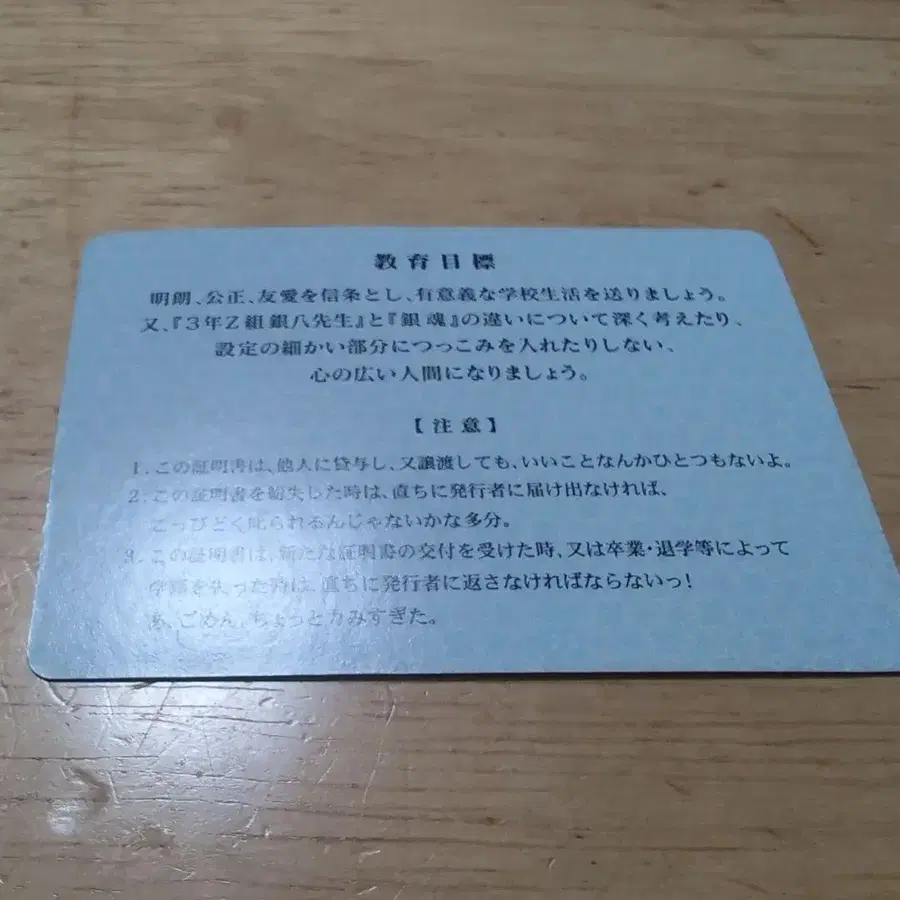 教育目標
明朗、公正、友愛を信条とし、有意義な学校生活を送りましょう。
又、『3年Z組銀八先生』と『銀魂』の違いについて深く考えたり、
設定の細かい部分につっこみを入れたりしない、
心の広い人間になりましょう。
【注意】
1. この証明書は、他人に貸与し、又譲渡しても、いいことなんかひとつもないよ。
2. この証明書を紛失した時は、直ちに発行者に届け出なければ、
こっぴどく叱られるんじゃないかな多分。
3. この証明書は、新たな証明書の交付を受けた時、又は卒業・退学等によって
学籍を失った時は、直ちに発行者に返さなければならないっ!
あ、ごめん、ちょっと力みすぎた。